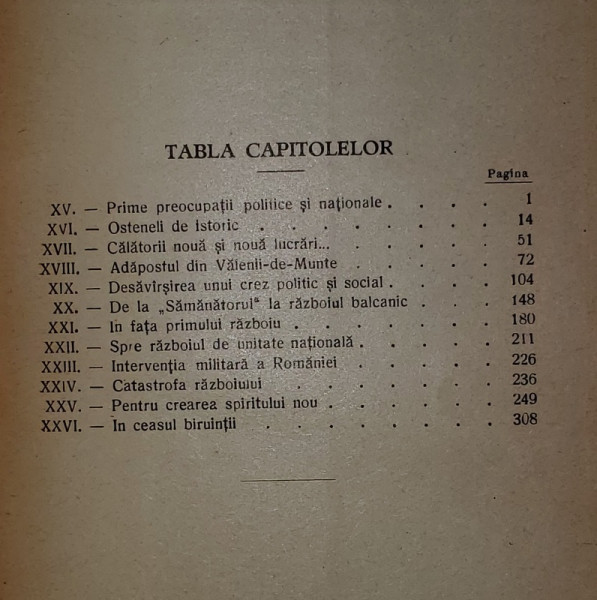 TABLA CAPITOLELOR
Pagina
XV. — Prime preocupații politice și naționale . . . . 1
XVI. — Osteneli de istoric . . . . . . . 14
XVII. — Călătorii nouă și nouă lucrări... . . . . 51
XVIII. — Adăpostul din Vălenii-de-Munte . . . . . 72
XIX. — Desăvîrșirea unui crez politic și social . . . . 104
XX. — De la „Sămănătorul" la războiul balcanic . . . 148
XXI. — In fața primului războiu . . . . . . 180
XXII. — Spre războiul de unitate națională . . . . . 211
XXIII. — Intervenția militară a României . . . . . 226
XXIV. — Catastrofa războiului . . . . . . 236
XXV. — Pentru crearea spiritului nou . . . . . . 249
XXVI. — In ceasul biruinții . . . . . . . 308